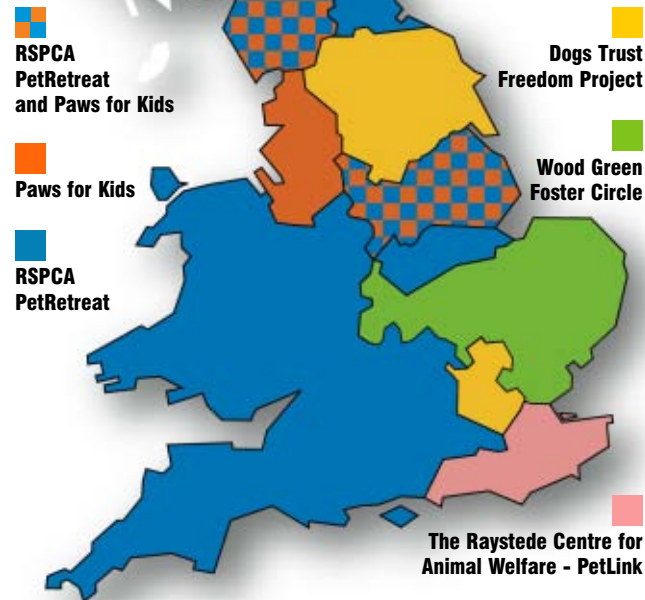 RSPCA
PetRetreat
and Paws for Kids
Paws for Kids
RSPCA
PetRetreat
Dogs Trust
Freedom Project
Wood Green
Foster Circle
The Raystede Centre for
Animal Welfare - PetLink